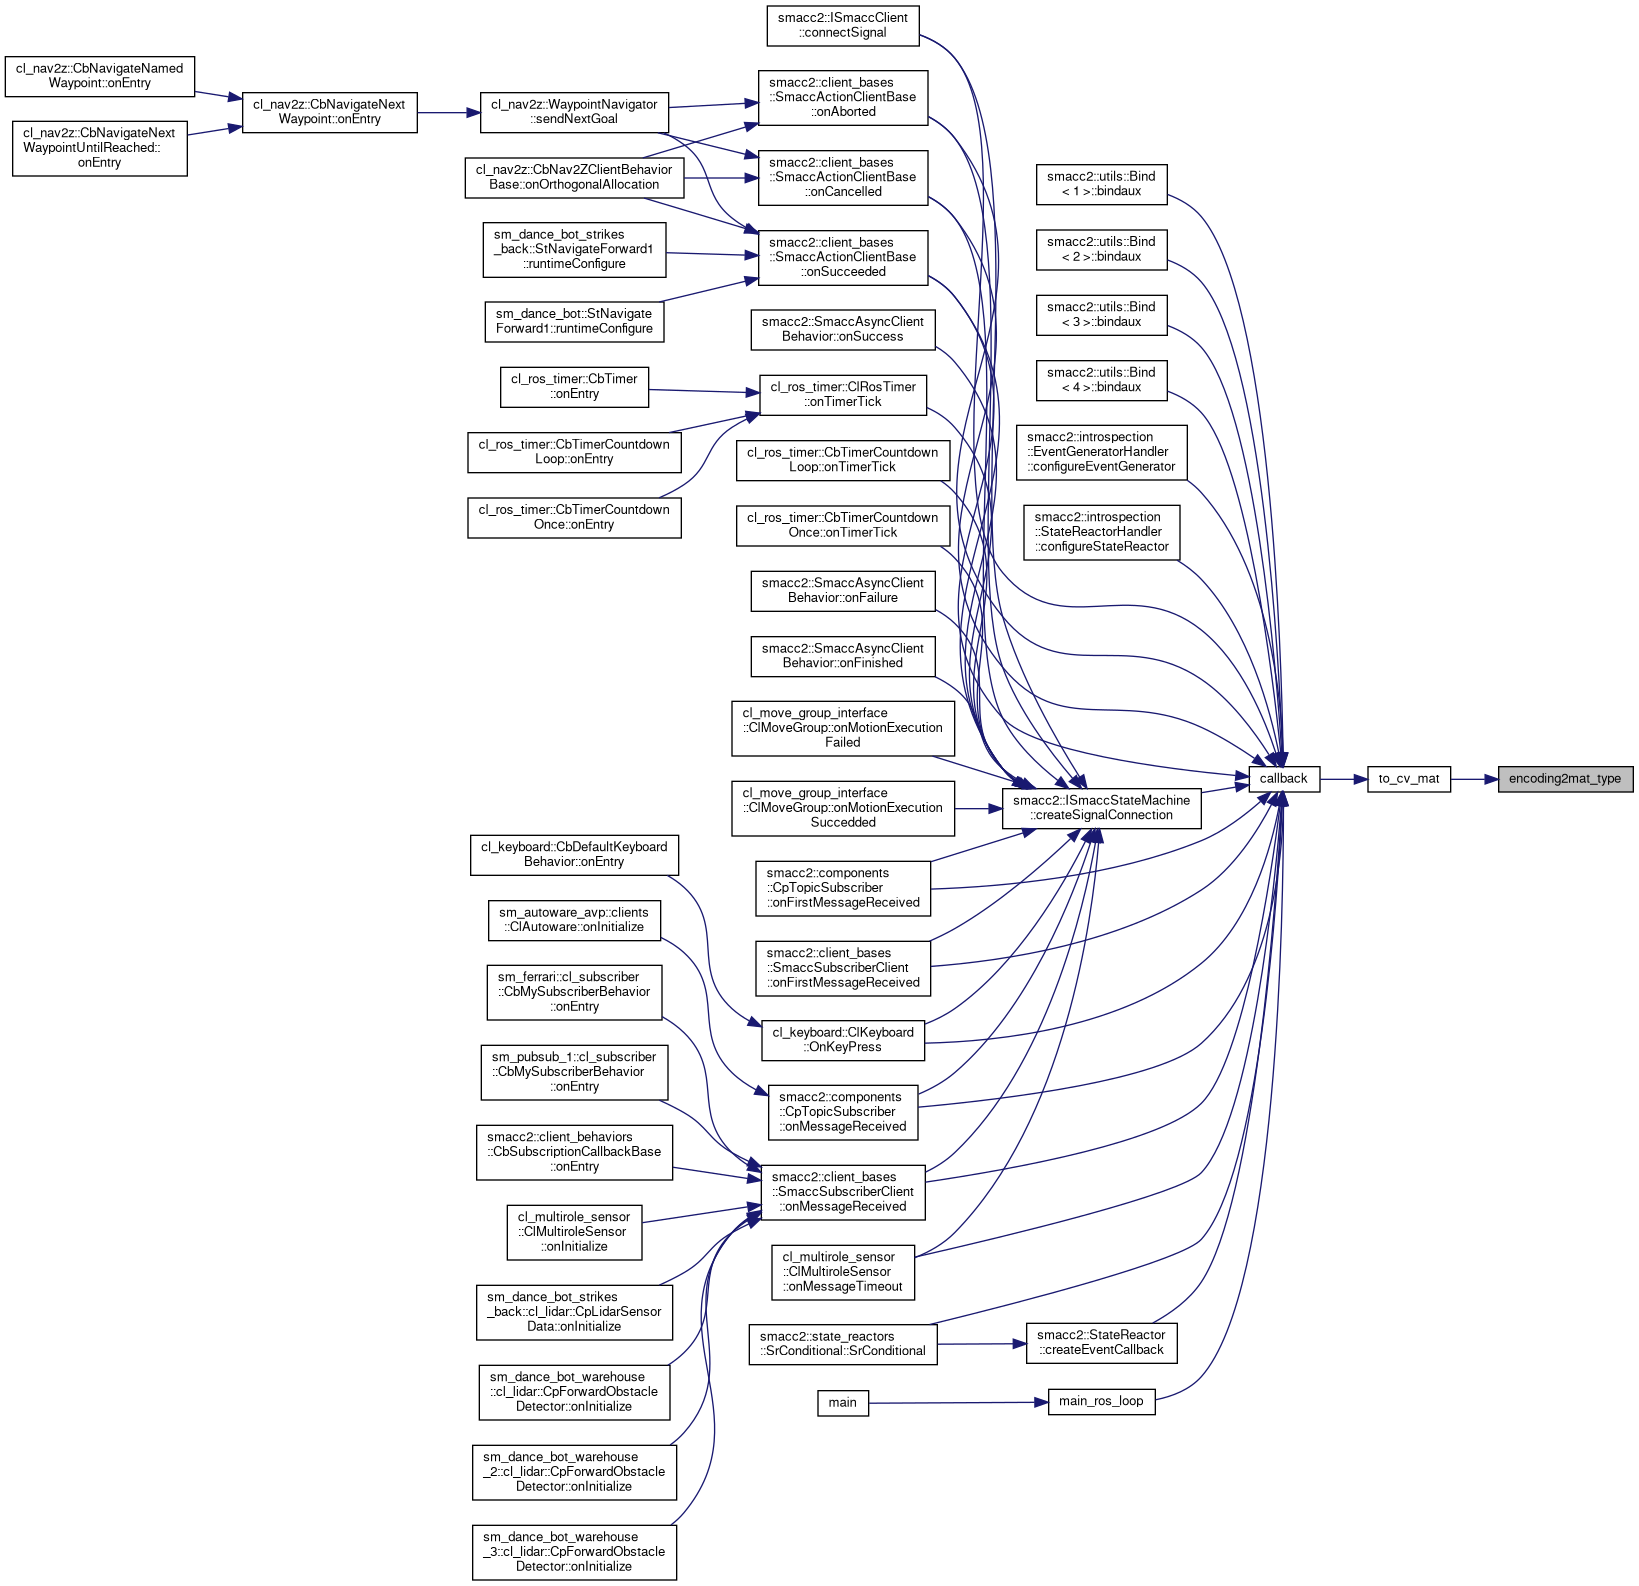 smacc2::ISmaccClient
::connectSignal
cl_nav2z::CbNavigateNamed
Waypoint::onEntry
cl_nav2z::CbNavigateNext
WaypointUntilReached::
onEntry
cl_nav2z::CbNavigateNext
Waypoint::onEntry
cl_nav2z::WaypointNavigator
::sendNextGoal
smacc2::client_bases
::SmaccActionClientBase
::onAborted
cl_nav2z::CbNav2ZClientBehavior
Base::onOrthogonalAllocation
smacc2::client_bases
::SmaccActionClientBase
::onCancelled
sm_dance_bot_strikes
_back::StNavigateForward1
::runtimeConfigure
smacc2::client_bases
::SmaccActionClientBase
::onSucceeded
sm_dance_bot::StNavigate
Forward1::runtimeConfigure
smacc2::SmaccAsyncClient
Behavior::onSuccess
cl_ros_timer::CbTimer
::onEntry
cl_ros_timer::ClRosTimer
::onTimerTick
cl_ros_timer::CbTimerCountdown
Loop::onEntry
cl_ros_timer::CbTimerCountdown
Loop::onTimerTick
cl_ros_timer::CbTimerCountdown
Once::onEntry
cl_ros_timer::CbTimerCountdown
Once::onTimerTick
smacc2::SmaccAsyncClient
Behavior::onFailure
smacc2::SmaccAsyncClient
Behavior::onFinished
cl_move_group_interface
::ClMoveGroup::onMotionExecution
Failed
cl_move_group_interface
::ClMoveGroup::onMotionExecution
Succedded
smacc2::utils::Bind
< 1 >::bindaux
smacc2::utils::Bind
< 2 >::bindaux
smacc2::utils::Bind
< 3 >::bindaux
smacc2::utils::Bind
< 4 >::bindaux
smacc2::introspection
::EventGeneratorHandler
::configureEventGenerator
smacc2::introspection
::StateReactorHandler
::configureStateReactor
callback
to_cv_mat
encoding2mat_type
smacc2::ISmaccStateMachine
::createSignalConnection
smacc2::components
::CpTopicSubscriber
::onFirstMessageReceived
smacc2::client_bases
::SmaccSubscriberClient
::onFirstMessageReceived
cl_keyboard::CbDefaultKeyboard
Behavior::onEntry
cl_keyboard::ClKeyboard
::OnKeyPress
sm_autoware_avp::clients
::ClAutoware::onInitialize
smacc2::components
::CpTopicSubscriber
::onMessageReceived
sm_ferrari::cl_subscriber
::CbMySubscriberBehavior
::onEntry
sm_pubsub_1::cl_subscriber
::CbMySubscriberBehavior
::onEntry
smacc2::client_behaviors
::CbSubscriptionCallbackBase
::onEntry
smacc2::client_bases
::SmaccSubscriberClient
::onMessageReceived
cl_multirole_sensor
::ClMultiroleSensor
::onInitialize
cl_multirole_sensor
::ClMultiroleSensor
::onMessageTimeout
sm_dance_bot_strikes
_back::cl_lidar::CpLidarSensor
Data::onInitialize
smacc2::state_reactors
::SrConditional::SrConditional
smacc2::StateReactor
::createEventCallback
sm_dance_bot_warehouse
::cl_lidar::CpForwardObstacle
Detector::onInitialize
main
main_ros_loop
sm_dance_bot_warehouse
_2::cl_lidar::CpForwardObstacle
Detector::onInitialize
sm_dance_bot_warehouse
_3::cl_lidar::CpForwardObstacle
Detector::onInitialize